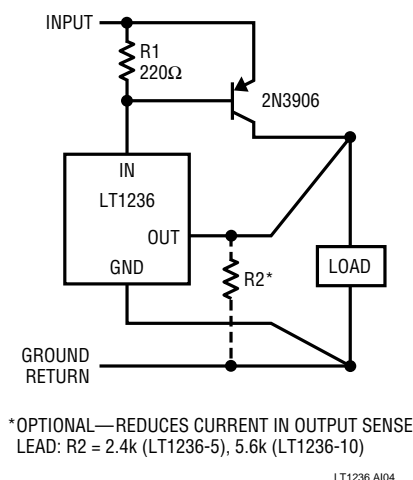 INPUT
R1
220Ω
2N3906
IN
LT1236
OUT
GND
R2*
LOAD
GROUND
RETURN
*OPTIONAL—REDUCES CURRENT IN OUTPUT SENSE
LEAD: R2 = 2.4k (LT1236-5), 5.6k (LT1236-10)
LT1236 AI04